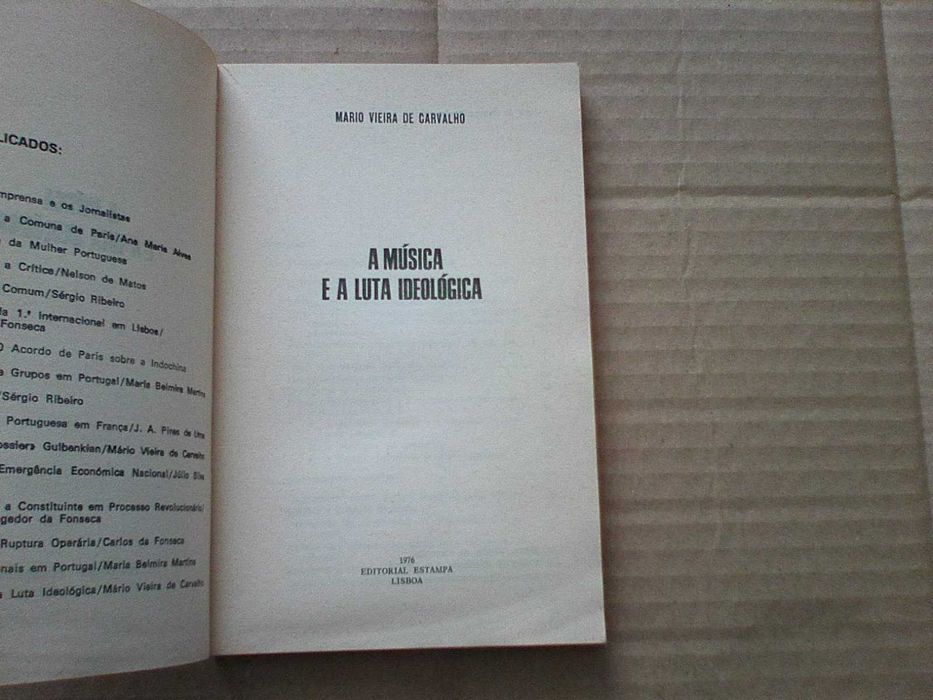 LICADOS:
mprensa e os Jornalistas
a Comuna de Paris/Ana Maria Alves
da Mulher Portuguesa
a Crítica/Nelson de Matos
Comum/Sérgio Ribeiro
da 1.ª Internacional em Lisboa/
Fonseca
O Acordo de Paris sobre a Indochina
Grupos em Portugal/Maria Belmira Martins
/Sérgio Ribeiro
Portuguesa em França/J. A. Pires de Lima
ossier» Gulbenkian/Mário Vieira de Carvalho
Emergência Económica Nacional/Júlio Silva
a Constituinte em Processo Revolucionário/
gedor da Fonseca
Ruptura Operária/Carlos da Fonseca
nais em Portugal/Maria Belmira Martins
a Luta Ideológica/Mário Vieira de Carvalho
MARIO VIEIRA DE CARVALHO
A MÚSICA
E A LUTA IDEOLÓGICA
1976
EDITORIAL ESTAMPA
LISBOA